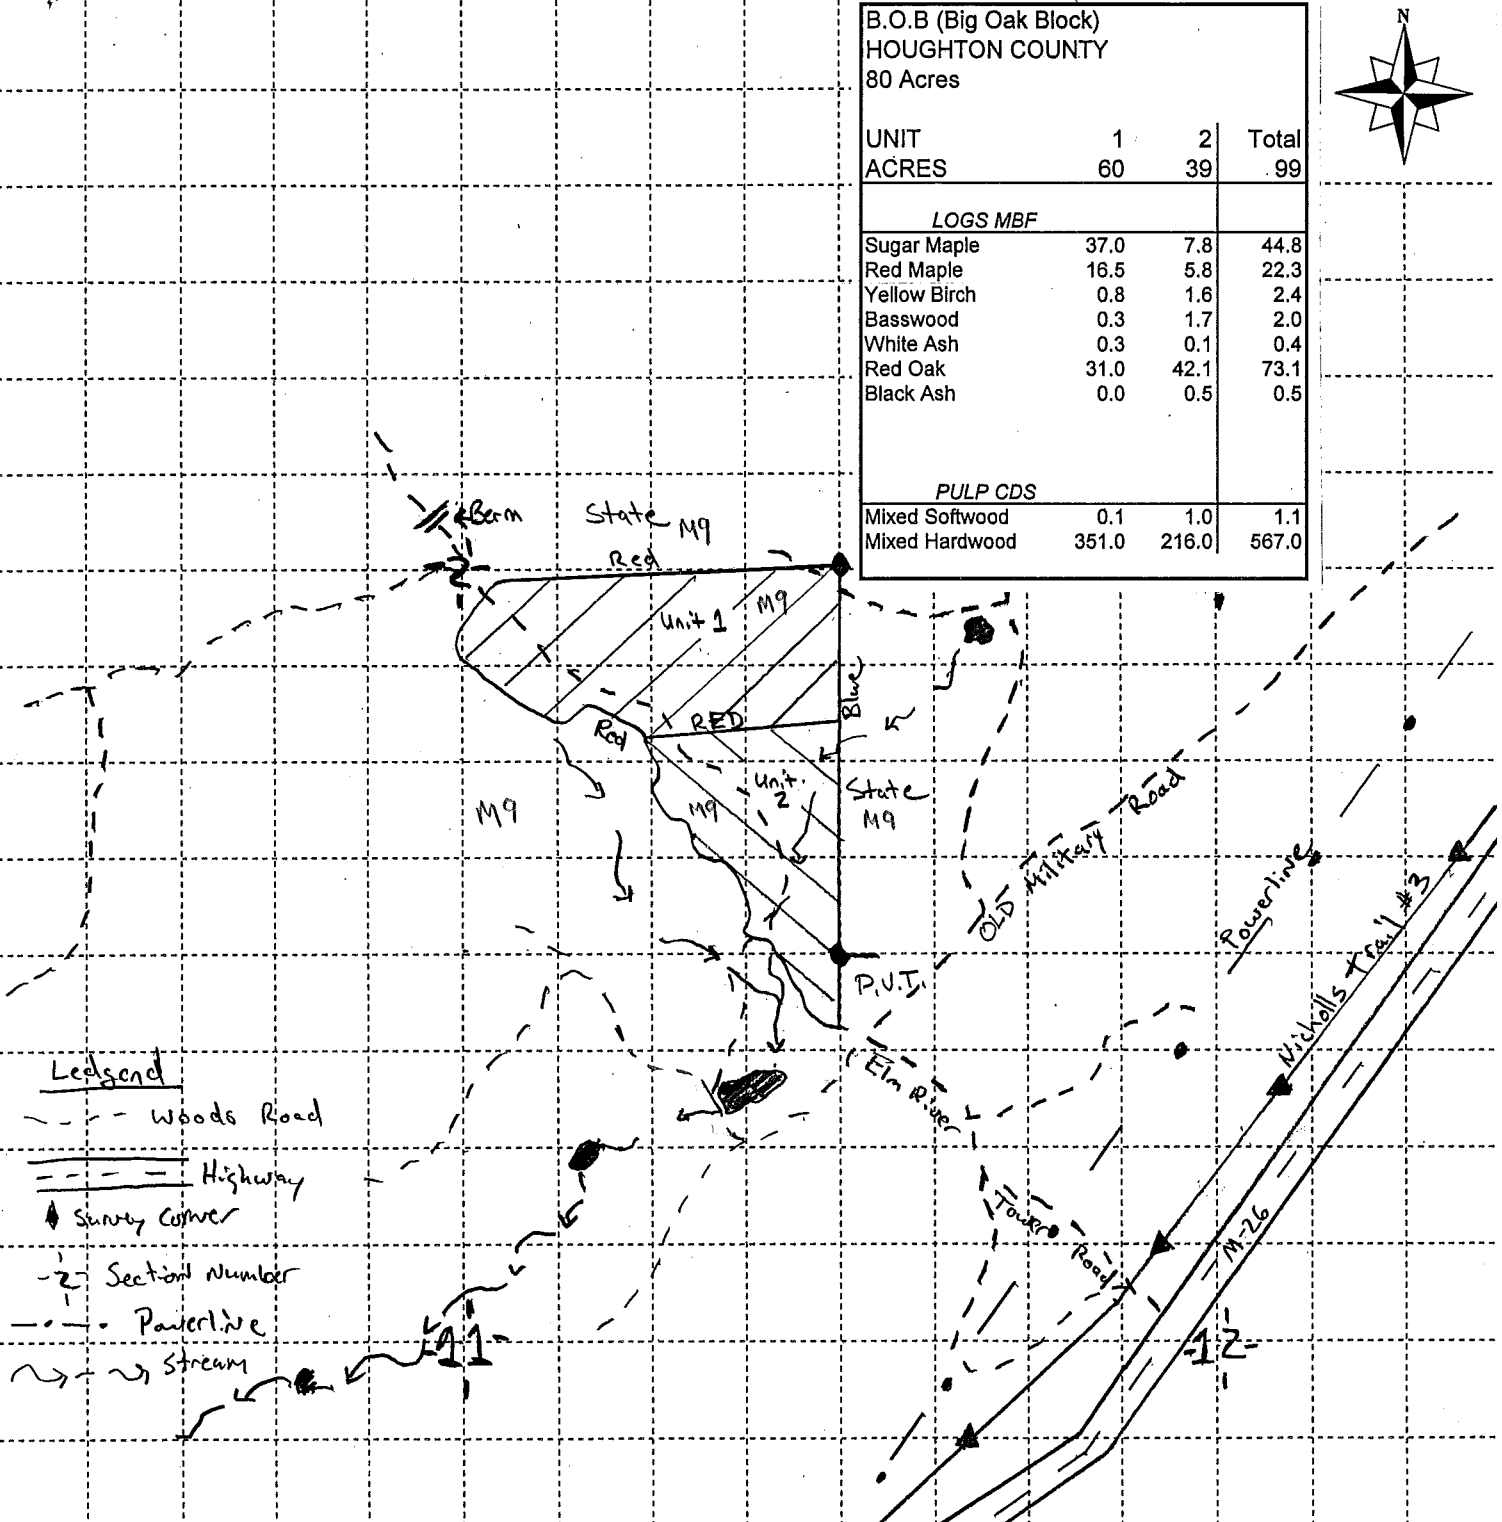 B.O.B (Big Oak Block)
HOUGHTON COUNTY
80 Acres
UNIT 1 2 Total
ACRES 60 39 99
LOGS MBF
Sugar Maple 37.0 7.8 44.8
Red Maple 16.5 5.8 22.3
Yellow Birch 0.8 1.6 2.4
Basswood 0.3 1.7 2.0
White Ash 0.3 0.1 0.4
Red Oak 31.0 42.1 73.1
Black Ash 0.0 0.5 0.5
PULP CDS
Mixed Softwood 0.1 1.0 1.1
Mixed Hardwood 351.0 216.0 567.0
N
Berm
State M9
Red
Unit 1
M9
Blue
RED
Red
Unit 2
M9
State
M9
M9
OLD Military Road
Powerline
Nicholls Trail #3
P.V.T.
Elm River
Tower Road
M-26
Ledgend
Woods Road
Highway
Survey Corner
-2- Section Number
Powerline
Stream
-11-
-12-